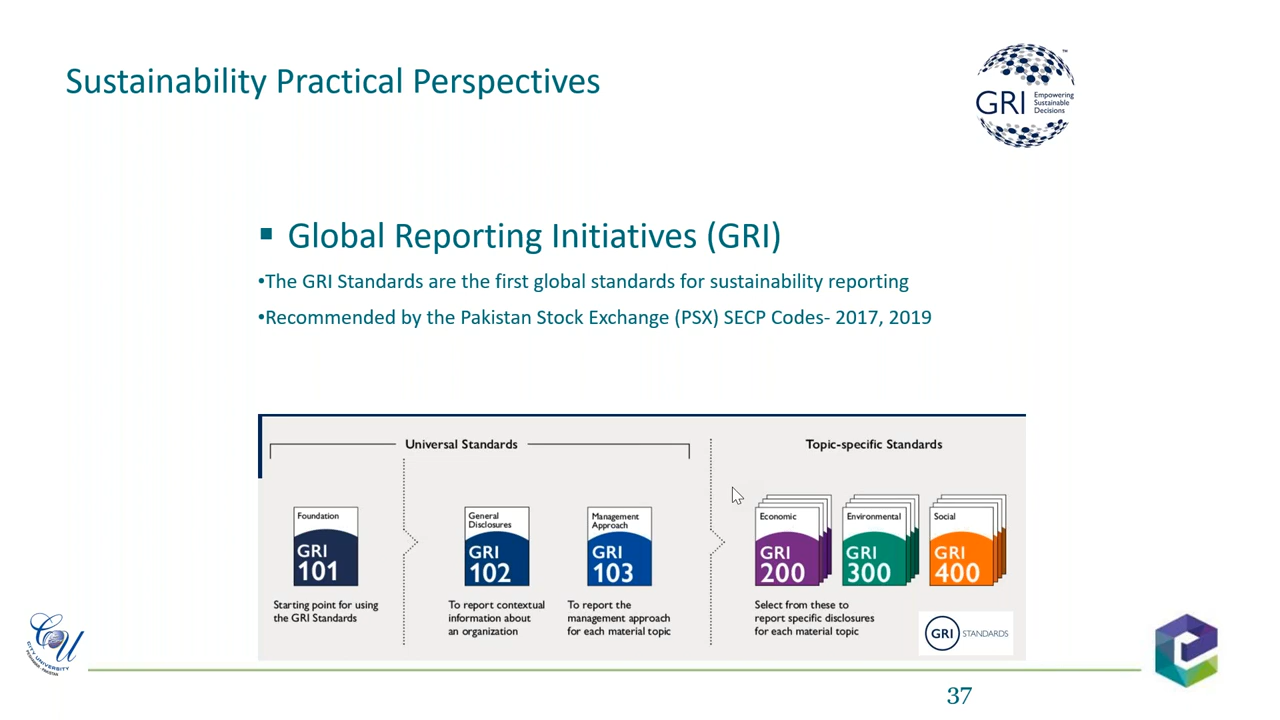 Sustainability Practical Perspectives
GRI
Empowering
Sustainable
Decisions
™
▪ Global Reporting Initiatives (GRI)
•The GRI Standards are the first global standards for sustainability reporting
•Recommended by the Pakistan Stock Exchange (PSX) SECP Codes- 2017, 2019
Universal Standards
Topic-specific Standards
Foundation
GRI
101
Starting point for using
the GRI Standards
General
Disclosures
GRI
102
To report contextual
information about
an organization
Management
Approach
GRI
103
To report the
management approach
for each material topic
Economic
GRI
200
Environmental
GRI
300
Social
GRI
400
Select from these to
report specific disclosures
for each material topic
GRI STANDARDS
CU
CITY UNIVERSITY
37